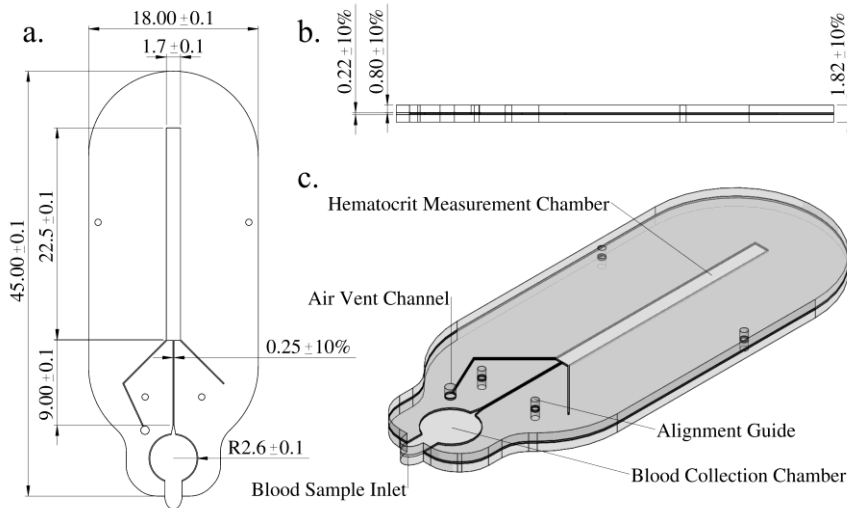 a.
18.00±0.1
1.7±0.1
45.00±0.1
22.5±0.1
9.00±0.1
0.25±10%
R2.6±0.1
b.
0.22±10%
0.80±10%
1.82±10%
c.
Hematocrit Measurement Chamber
Air Vent Channel
Alignment Guide
Blood Collection Chamber
Blood Sample Inlet